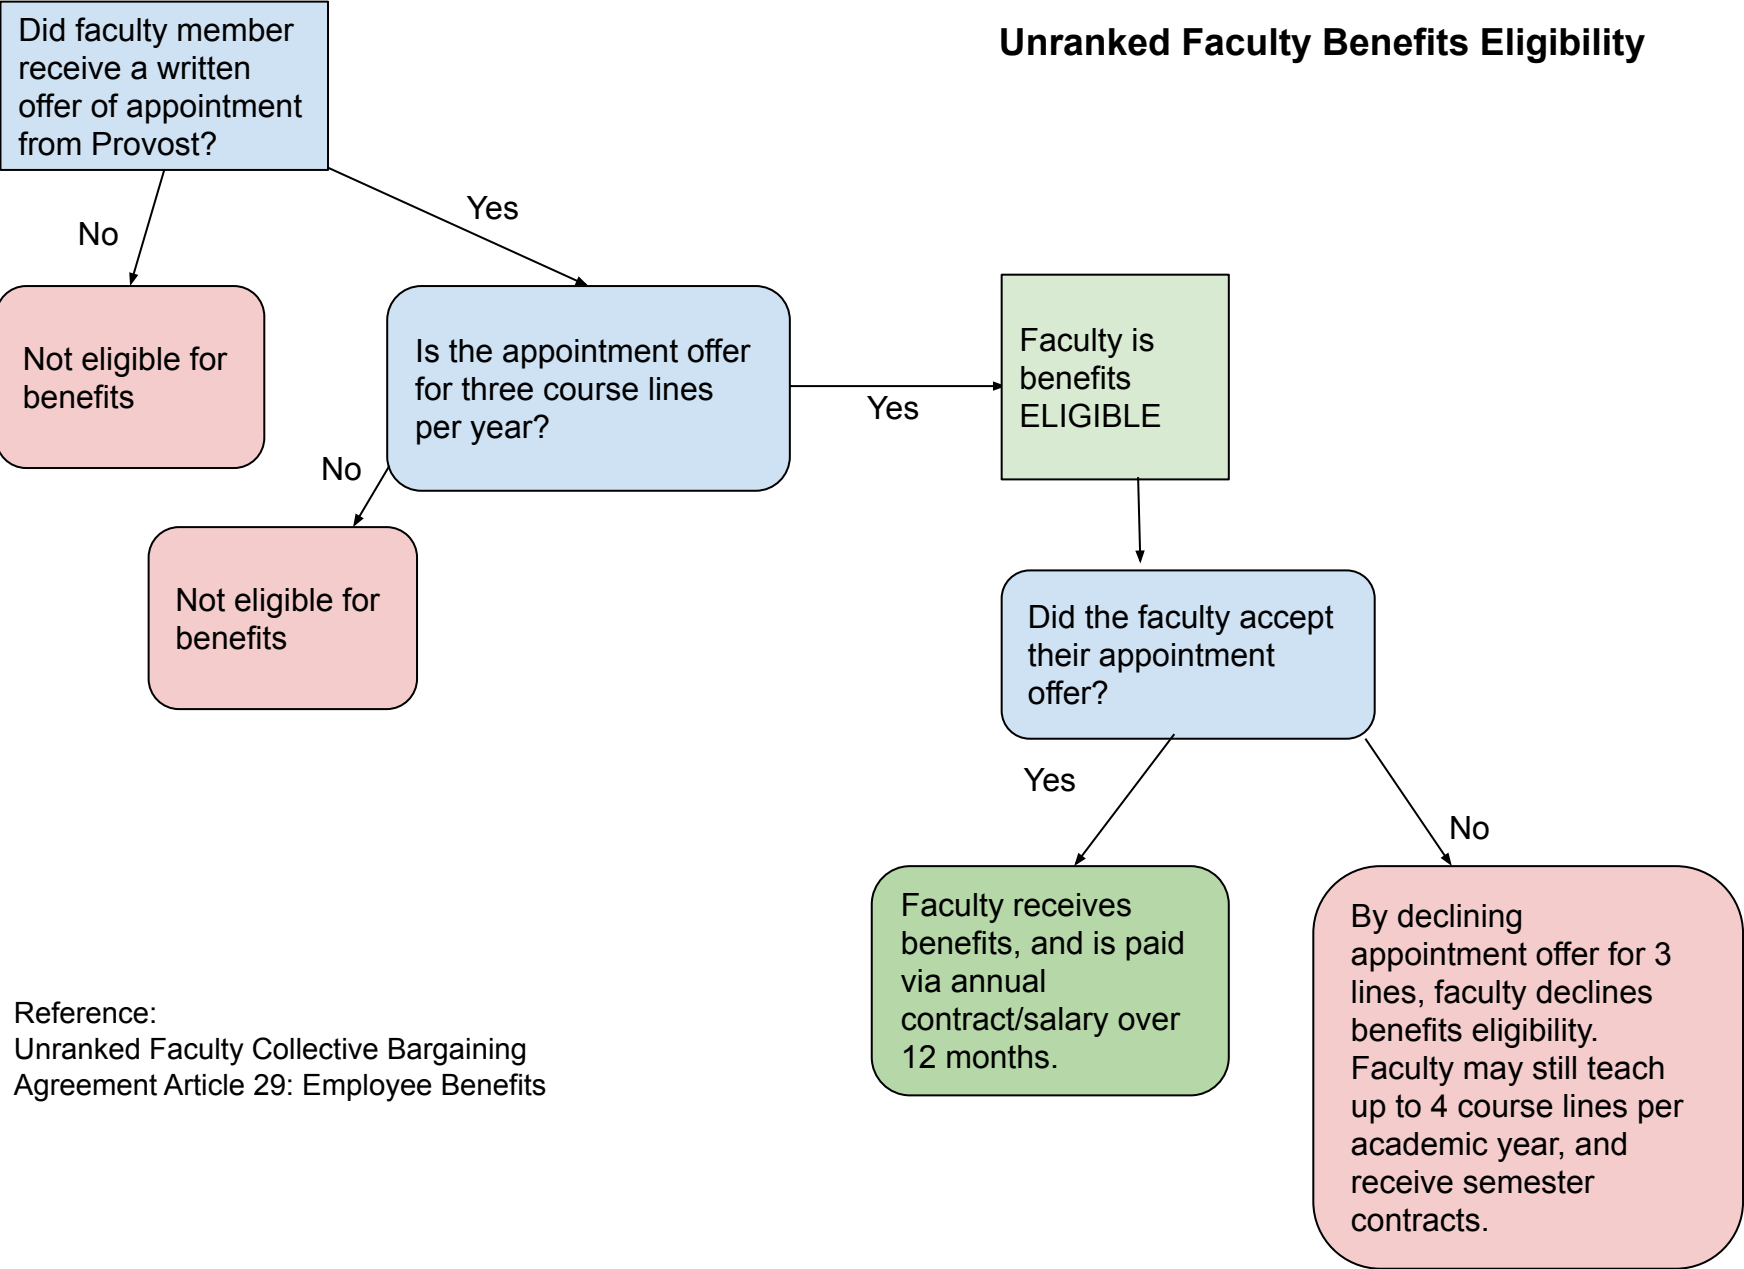 Unranked Faculty Benefits Eligibility
Did faculty member
receive a written
offer of appointment
from Provost?
No
Yes
Not eligible for
benefits
Is the appointment offer
for three course lines
per year?
Yes
Faculty is
benefits
ELIGIBLE
No
Not eligible for
benefits
Did the faculty accept
their appointment
offer?
Yes
No
Faculty receives
benefits, and is paid
via annual
contract/salary over
12 months.
By declining
appointment offer for 3
lines, faculty declines
benefits eligibility.
Faculty may still teach
up to 4 course lines per
academic year, and
receive semester
contracts.
Reference:
Unranked Faculty Collective Bargaining
Agreement Article 29: Employee Benefits